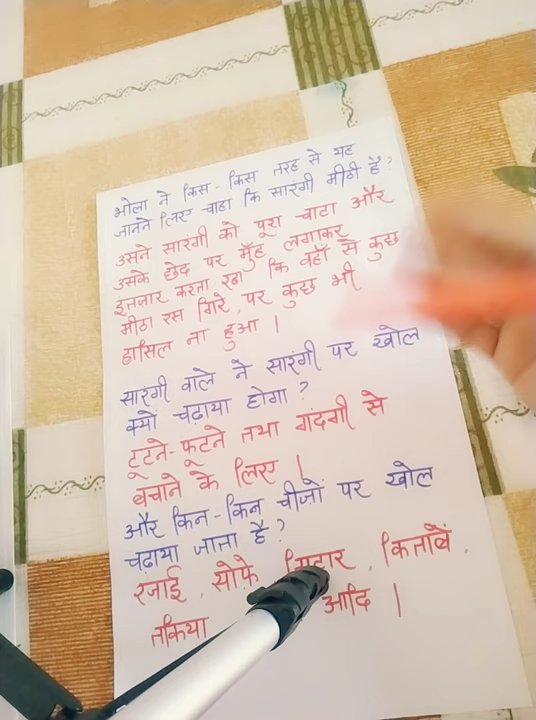 भोला ने किस-किस तरह से यह
जानने लिए चाहा कि सारंगी मीठी है?
उसने सारंगी को पूरा चाटा और
उसके छेद पर मुँह लगाकर
इंतज़ार करता रहा कि वहाँ से कुछ
मीठा रस गिरे, पर कुछ भी
हासिल ना हुआ।
सारंगी वाले ने सारंगी पर खोल
क्यों चढ़ाया होगा?
टूटने-फूटने तथा गंदगी से
बचाने के लिए।
और किन-किन चीज़ों पर खोल
चढ़ाया जाता है?
रजाई, सोफ़े, गिटार, किताबें,
तकिया आदि।